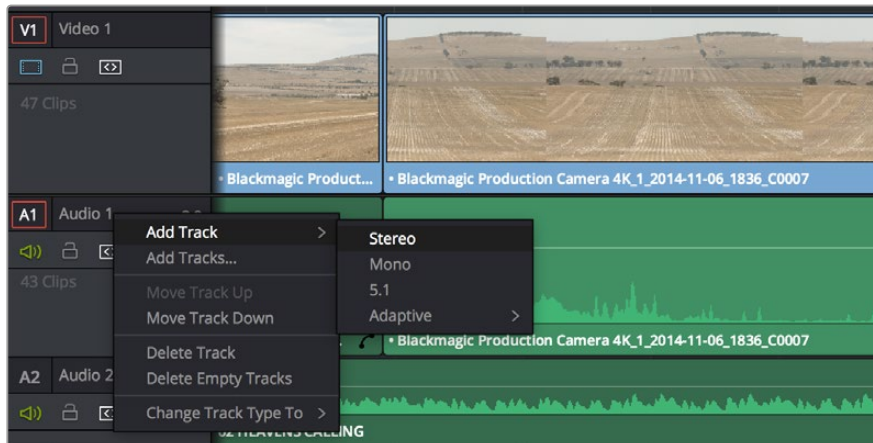 V1 Video 1
47 Clips
• Blackmagic Product...
• Blackmagic Production Camera 4K_1_2014-11-06_1836_C0007
A1 Audio 1
43 Clips
Add Track >
Add Tracks...
Move Track Up
Move Track Down
Delete Track
Delete Empty Tracks
Change Track Type To >
Stereo
Mono
5.1
Adaptive >
• Blackmagic Production Camera 4K_1_2014-11-06_1836_C0007
A2 Audio 2
HEAVENS CALLING